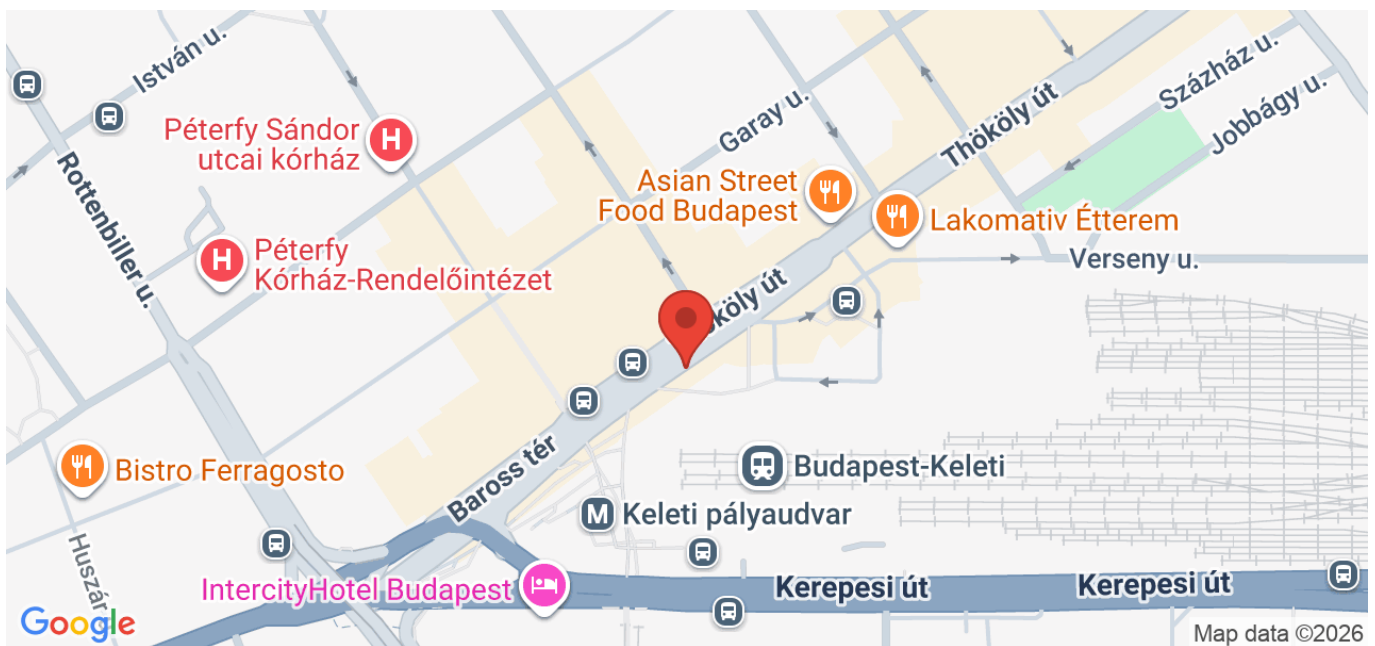 István u.
Százház u.
Thököly út
Garay u.
Jobbágy u.
Péterfy Sándor
utcai kórház
Rottenbiller u.
Asian Street
Food Budapest
Lakomativ Étterem
Péterfy
Kórház-Rendelőintézet
Verseny u.
ököly út
Bistro Ferragosto
Baross tér
Budapest-Keleti
Keleti pályaudvar
Huszár
IntercityHotel Budapest
Kerepesi út
Kerepesi út
Google
Map data ©2026
H
H
M